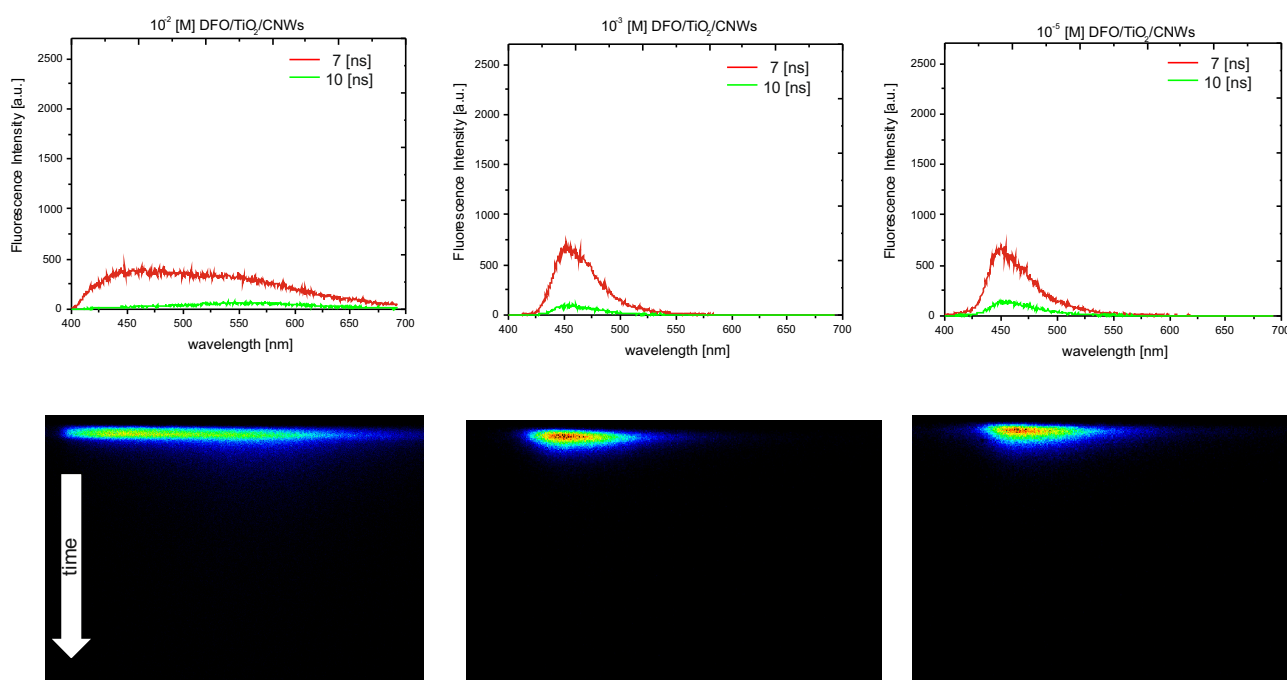 10⁻² [M] DFO/TiO₂/CNWs
Fluorescence Intensity [a.u.]
2500
2000
1500
1000
500
0
7 [ns]
10 [ns]
400
450
500
550
600
650
700
wavelength [nm]
10⁻³ [M] DFO/TiO₂/CNWs
Fluorescence Intensity [a.u.]
2500
2000
1500
1000
500
0
7 [ns]
10 [ns]
400
450
500
550
600
650
700
wavelength [nm]
10⁻⁵ [M] DFO/TiO₂/CNWs
Fluorescence Intensity [a.u.]
2500
2000
1500
1000
500
0
7 [ns]
10 [ns]
400
450
500
550
600
650
700
wavelength [nm]
time